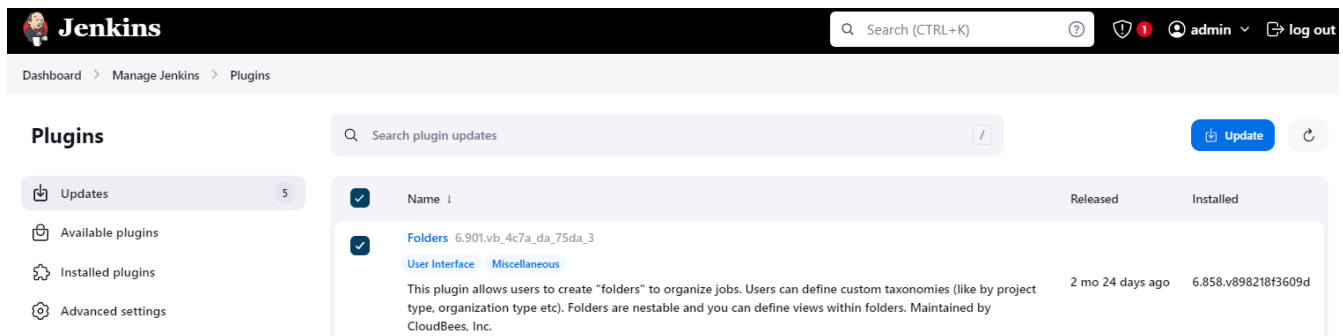 Jenkins
Search (CTRL+K)
?
1
admin
log out
Dashboard > Manage Jenkins > Plugins
Plugins
Search plugin updates
/
Update
Updates
5
Available plugins
Installed plugins
Advanced settings
Name ↓
Released
Installed
Folders 6.901.vb_4c7a_da_75da_3
User Interface Miscellaneous
This plugin allows users to create "folders" to organize jobs. Users can define custom taxonomies (like by project
type, organization type etc). Folders are nestable and you can define views within folders. Maintained by
CloudBees, Inc.
2 mo 24 days ago
6.858.v898218f3609d